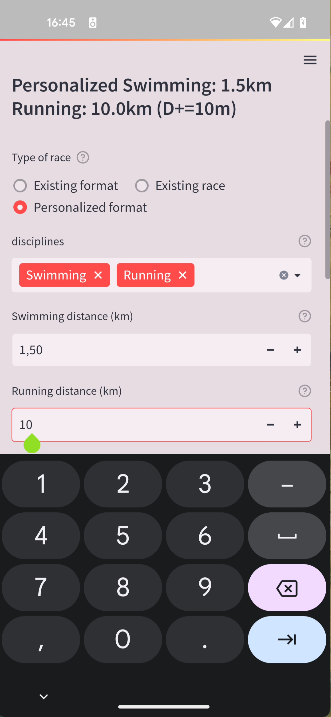 16:45
Personalized Swimming: 1.5km
Running: 10.0km (D+=10m)
Type of race ?
Existing format Existing race
Personalized format
disciplines ?
Swimming × Running ×
Swimming distance (km) ?
1,50 − +
Running distance (km) ?
10 − +
1 2 3 −
4 5 6
7 8 9
, 0 .